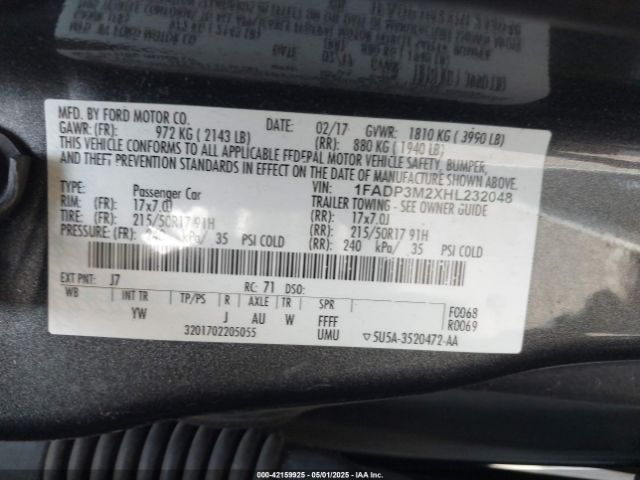 MFD. BY FORD MOTOR CO.
DATE: 02/17 GVWR: 1810 KG ( 3990 LB)
GAWR: (FR): 972 KG ( 2143 LB) (RR): 880 KG ( 1940 LB)
THIS VEHICLE CONFORMS TO ALL APPLICABLE FEDERAL MOTOR VEHICLE SAFETY, BUMPER,
AND THEFT PREVENTION STANDARDS IN EFFECT ON THE DATE OF MANUFACTURE SHOWN ABOVE.
VIN: 1FADP3M2XHL232048
TYPE: Passenger Car TRAILER TOWING - SEE OWNER GUIDE
RIM: (FR): 17x7.0J (RR): 17x7.0J
TIRE: (FR): 215/50R17 91H (RR): 215/50R17 91H
PRESSURE: (FR): 240 kPa/ 35 PSI COLD (RR): 240 kPa/ 35 PSI COLD
EXT PNT: J7 RC: 71 DSO:
WB INT TR TP/PS R AXLE TR SPR F0068
YW J AU W FFFF R0069
3201702205055 UMU ▽5U5A-3520472-AA
000-42159925 - 05/01/2025 - IAAI.COM